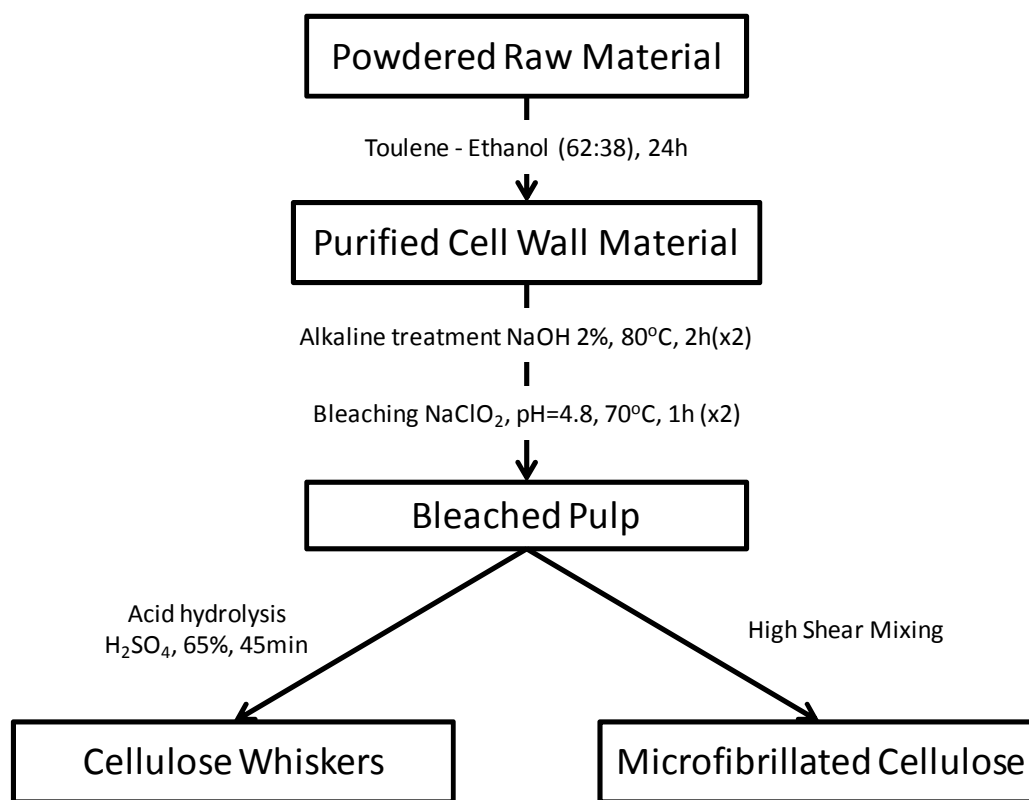 Powdered Raw Material
Toulene - Ethanol (62:38), 24h
Purified Cell Wall Material
Alkaline treatment NaOH 2%, 80°C, 2h(x2)
Bleaching NaClO₂, pH=4.8, 70°C, 1h (x2)
Bleached Pulp
Acid hydrolysis
H₂SO₄, 65%, 45min
High Shear Mixing
Cellulose Whiskers
Microfibrillated Cellulose